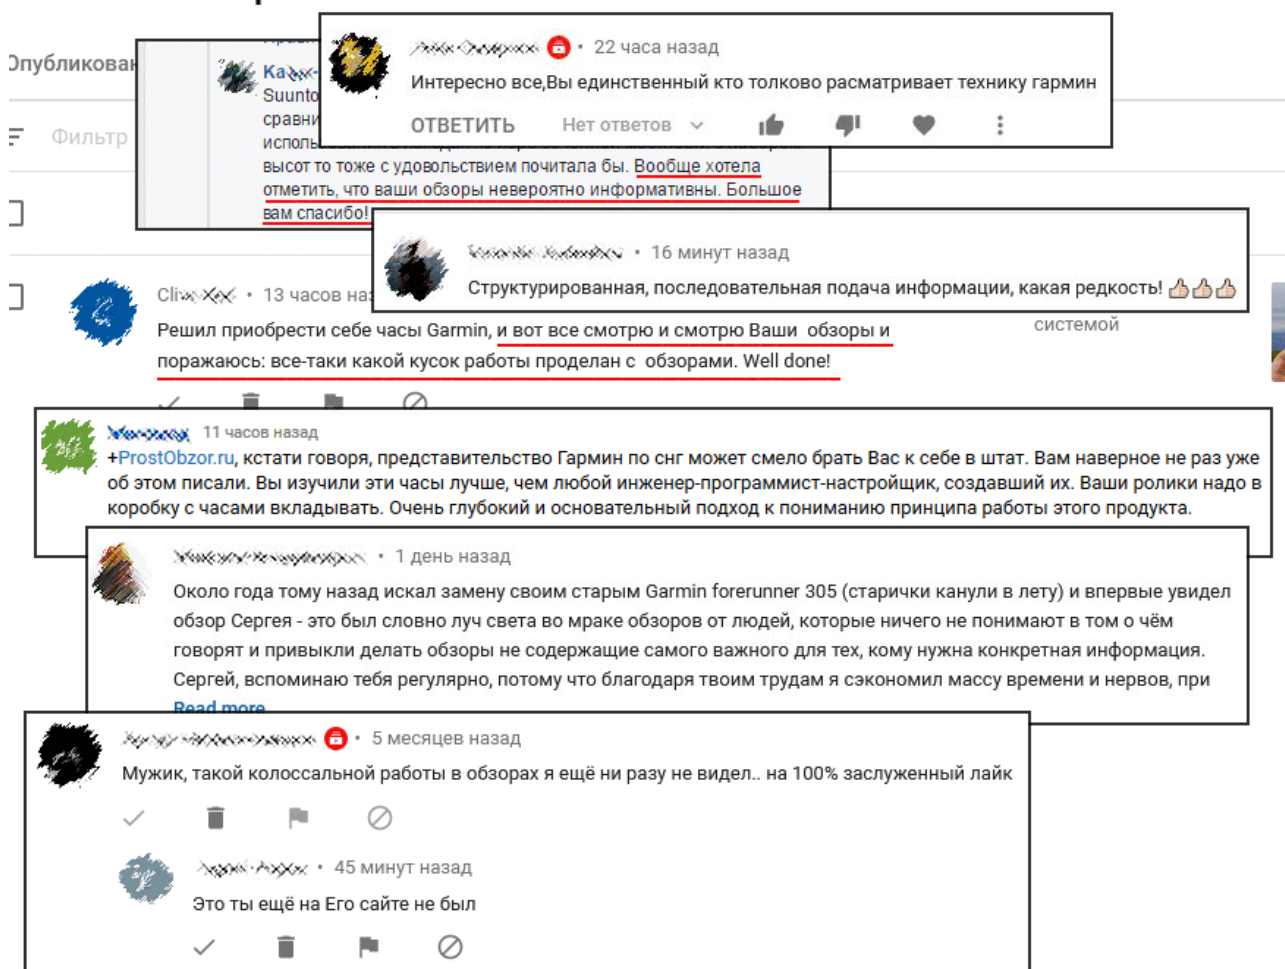 Опубликован
Фильтр
Ка
Suunto
сравни
исполь
высот то тоже с удовольствием почитала бы. Вообще хотела
отметить, что ваши обзоры невероятно информативны. Большое
вам спасибо!
22 часа назад
Интересно все,Вы единственный кто толково расматривает технику гармин
ОТВЕТИТЬ Нет ответов
16 минут назад
Структурированная, последовательная подача информации, какая редкость! 👍👍👍
системой
Cli • 13 часов наз
Решил приобрести себе часы Garmin, и вот все смотрю и смотрю Ваши обзоры и
поражаюсь: все-таки какой кусок работы проделан с обзорами. Well done!
11 часов назад
+ProstObzor.ru, кстати говоря, представительство Гармин по снг может смело брать Вас к себе в штат. Вам наверное не раз уже
об этом писали. Вы изучили эти часы лучше, чем любой инженер-программист-настройщик, создавший их. Ваши ролики надо в
коробку с часами вкладывать. Очень глубокий и основательный подход к пониманию принципа работы этого продукта.
• 1 день назад
Около года тому назад искал замену своим старым Garmin forerunner 305 (старички канули в лету) и впервые увидел
обзор Сергея - это был словно луч света во мраке обзоров от людей, которые ничего не понимают в том о чём
говорят и привыкли делать обзоры не содержащие самого важного для тех, кому нужна конкретная информация.
Сергей, вспоминаю тебя регулярно, потому что благодаря твоим трудам я сэкономил массу времени и нервов, при
Read more
• 5 месяцев назад
Мужик, такой колоссальной работы в обзорах я ещё ни разу не видел.. на 100% заслуженный лайк
• 45 минут назад
Это ты ещё на Его сайте не был